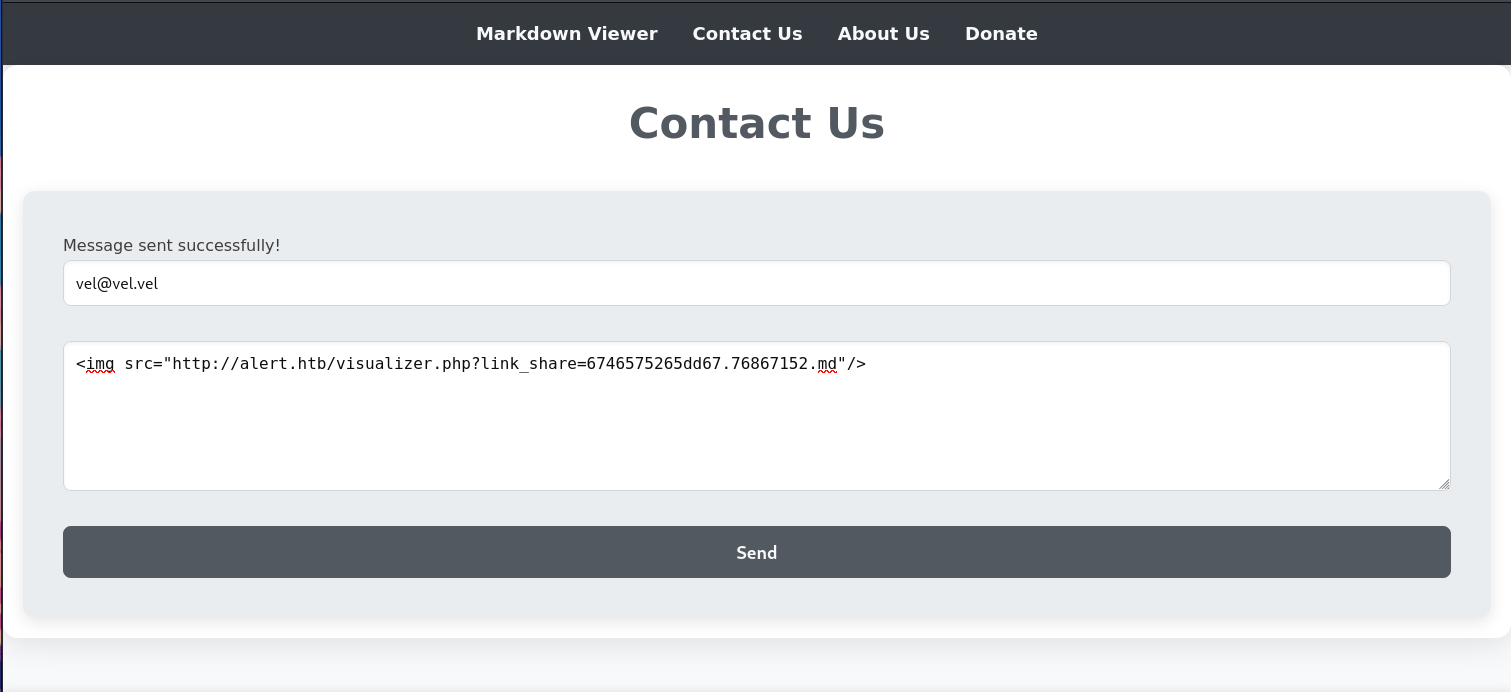 Markdown Viewer Contact Us About Us Donate
Contact Us
Message sent successfully!
vel@vel.vel
<img src="http://alert.htb/visualizer.php?link_share=6746575265dd67.76867152.md"/>
Send